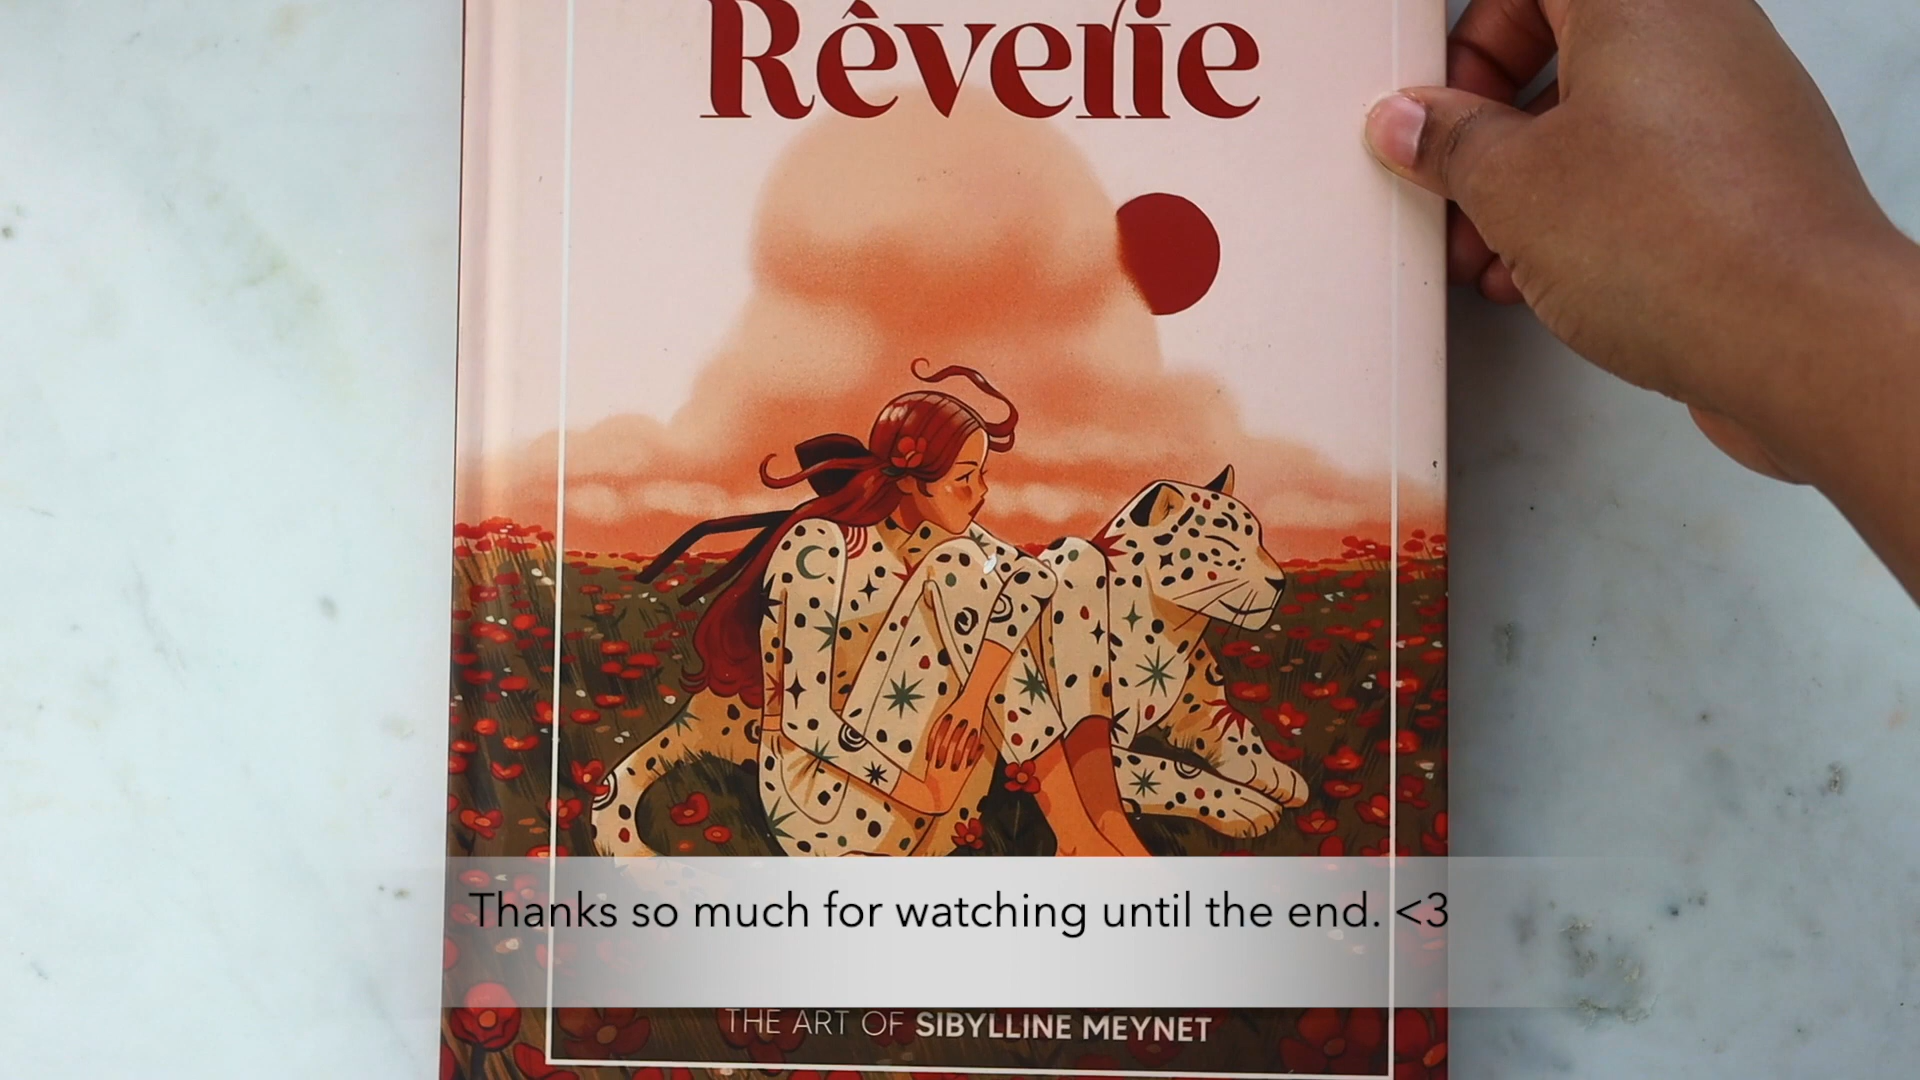 Rêverie
Thanks so much for watching until the end. <3
THE ART OF SIBYLLINE MEYNET